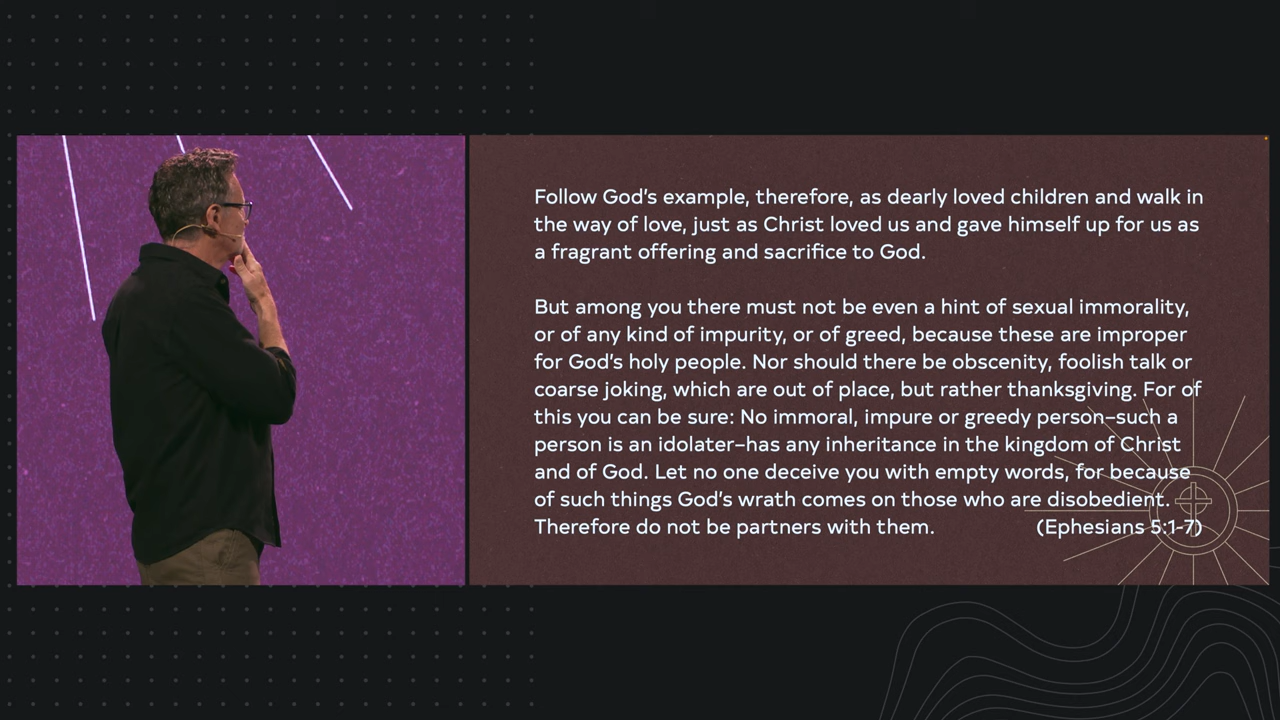 Follow God's example, therefore, as dearly loved children and walk in
the way of love, just as Christ loved us and gave himself up for us as
a fragrant offering and sacrifice to God.
But among you there must not be even a hint of sexual immorality,
or of any kind of impurity, or of greed, because these are improper
for God's holy people. Nor should there be obscenity, foolish talk or
coarse joking, which are out of place, but rather thanksgiving. For of
this you can be sure: No immoral, impure or greedy person–such a
person is an idolater–has any inheritance in the kingdom of Christ
and of God. Let no one deceive you with empty words, for because
of such things God's wrath comes on those who are disobedient.
Therefore do not be partners with them. (Ephesians 5:1-7)